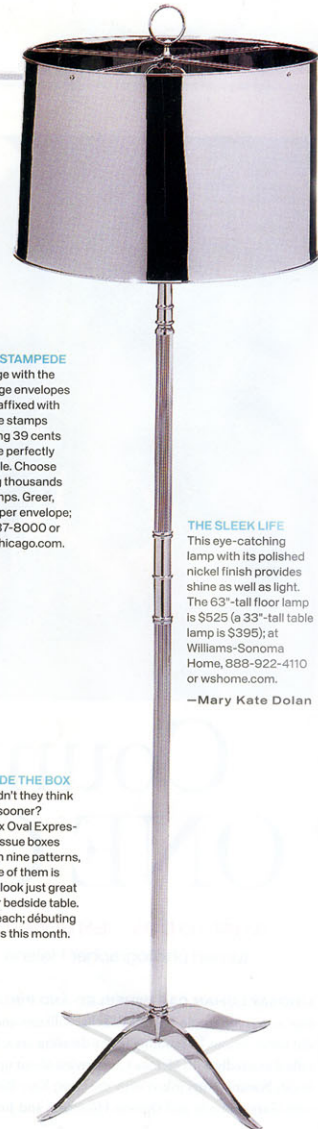 STAMPEDE
ge with the
ge envelopes
affixed with
e stamps
ng 39 cents
e perfectly
le. Choose
g thousands
mps. Greer,
per envelope;
37-8000 or
hicago.com.
THE SLEEK LIFE
This eye-catching
lamp with its polished
nickel finish provides
shine as well as light.
The 63"-tall floor lamp
is $525 (a 33"-tall table
lamp is $395); at
Williams-Sonoma
Home, 888-922-4110
or wshome.com.
—Mary Kate Dolan
DE THE BOX
dn't they think
sooner?
x Oval Expres-
issue boxes
n nine patterns,
e of them is
look just great
r bedside table.
each; débuting
s this month.